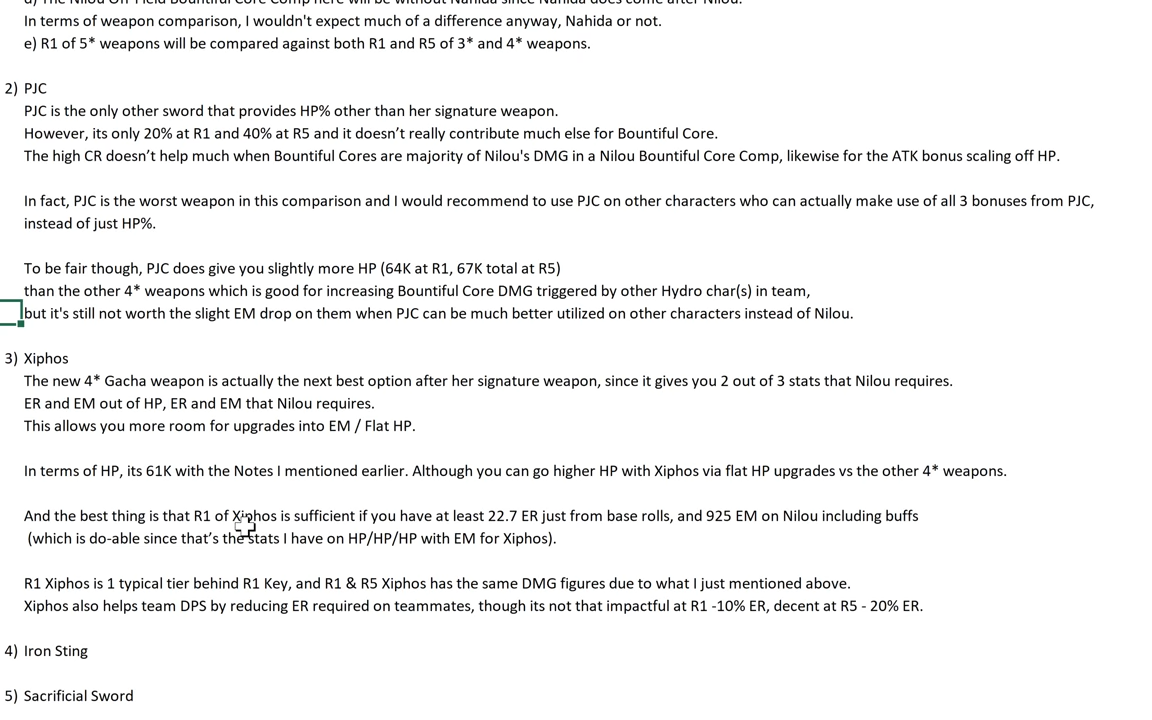 d) The Nilou Off-Field Bountiful Core Comp here will be without Nahida since Nahida does come after Nilou.
In terms of weapon comparison, I wouldn't expect much of a difference anyway, Nahida or not.
e) R1 of 5* weapons will be compared against both R1 and R5 of 3* and 4* weapons.
2) PJC
PJC is the only other sword that provides HP% other than her signature weapon.
However, its only 20% at R1 and 40% at R5 and it doesn’t really contribute much else for Bountiful Core.
The high CR doesn’t help much when Bountiful Cores are majority of Nilou's DMG in a Nilou Bountiful Core Comp, likewise for the ATK bonus scaling off HP.
In fact, PJC is the worst weapon in this comparison and I would recommend to use PJC on other characters who can actually make use of all 3 bonuses from PJC,
instead of just HP%.
To be fair though, PJC does give you slightly more HP (64K at R1, 67K total at R5)
than the other 4* weapons which is good for increasing Bountiful Core DMG triggered by other Hydro char(s) in team,
but it's still not worth the slight EM drop on them when PJC can be much better utilized on other characters instead of Nilou.
3) Xiphos
The new 4* Gacha weapon is actually the next best option after her signature weapon, since it gives you 2 out of 3 stats that Nilou requires.
ER and EM out of HP, ER and EM that Nilou requires.
This allows you more room for upgrades into EM / Flat HP.
In terms of HP, its 61K with the Notes I mentioned earlier. Although you can go higher HP with Xiphos via flat HP upgrades vs the other 4* weapons.
And the best thing is that R1 of Xiphos is sufficient if you have at least 22.7 ER just from base rolls, and 925 EM on Nilou including buffs
(which is do-able since that’s the stats I have on HP/HP/HP with EM for Xiphos).
R1 Xiphos is 1 typical tier behind R1 Key, and R1 & R5 Xiphos has the same DMG figures due to what I just mentioned above.
Xiphos also helps team DPS by reducing ER required on teammates, though its not that impactful at R1 -10% ER, decent at R5 - 20% ER.
4) Iron Sting
5) Sacrificial Sword